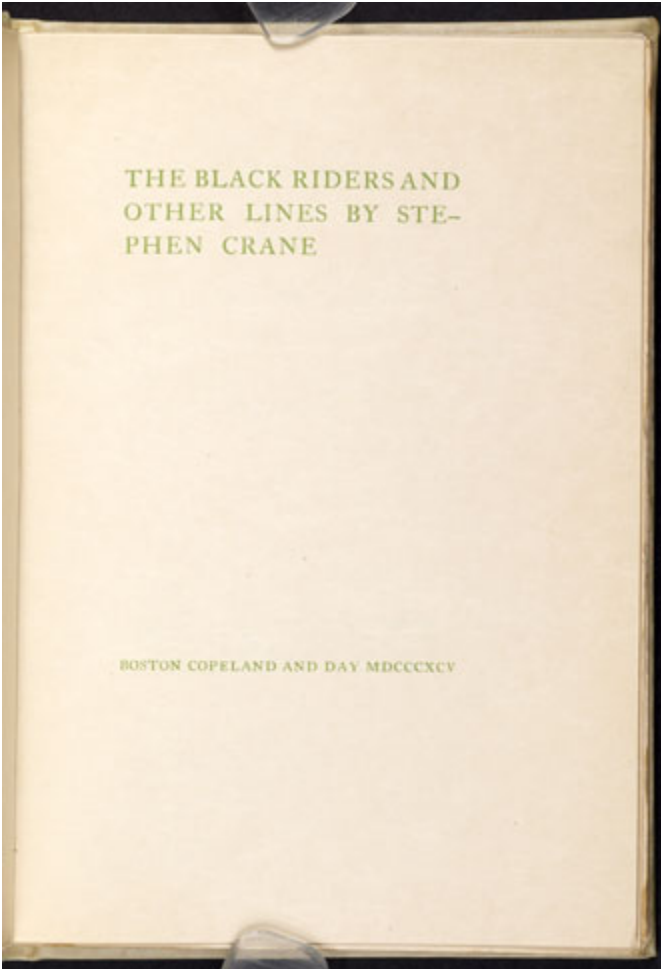 THE BLACK RIDERS AND
OTHER LINES BY STE-
PHEN CRANE
BOSTON COPELAND AND DAY MDCCCXCV